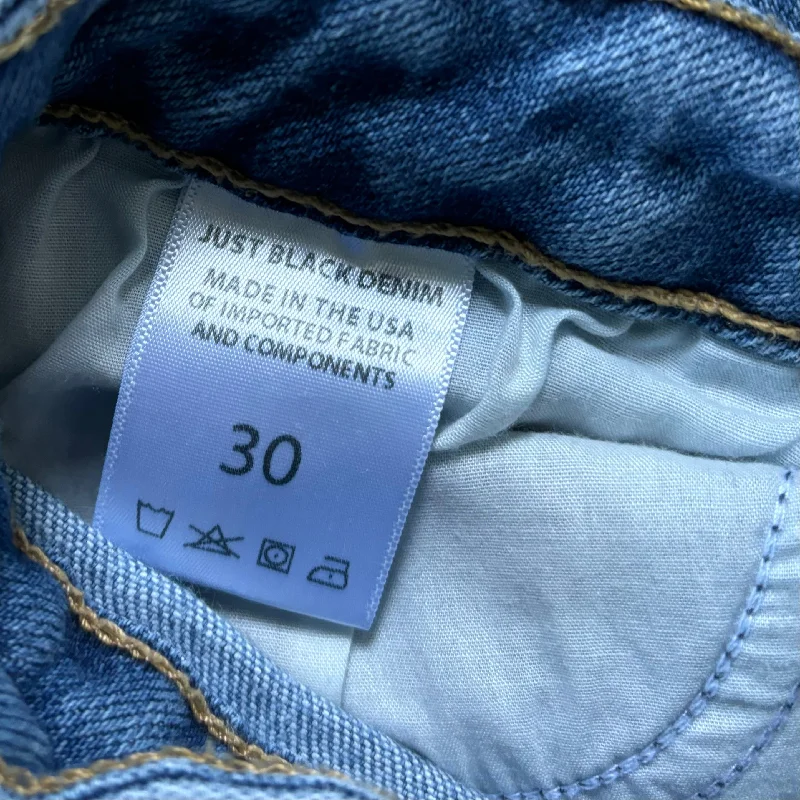 JUST BLACK DENIM
MADE IN THE USA
OF IMPORTED FABRIC
AND COMPONENTS
30